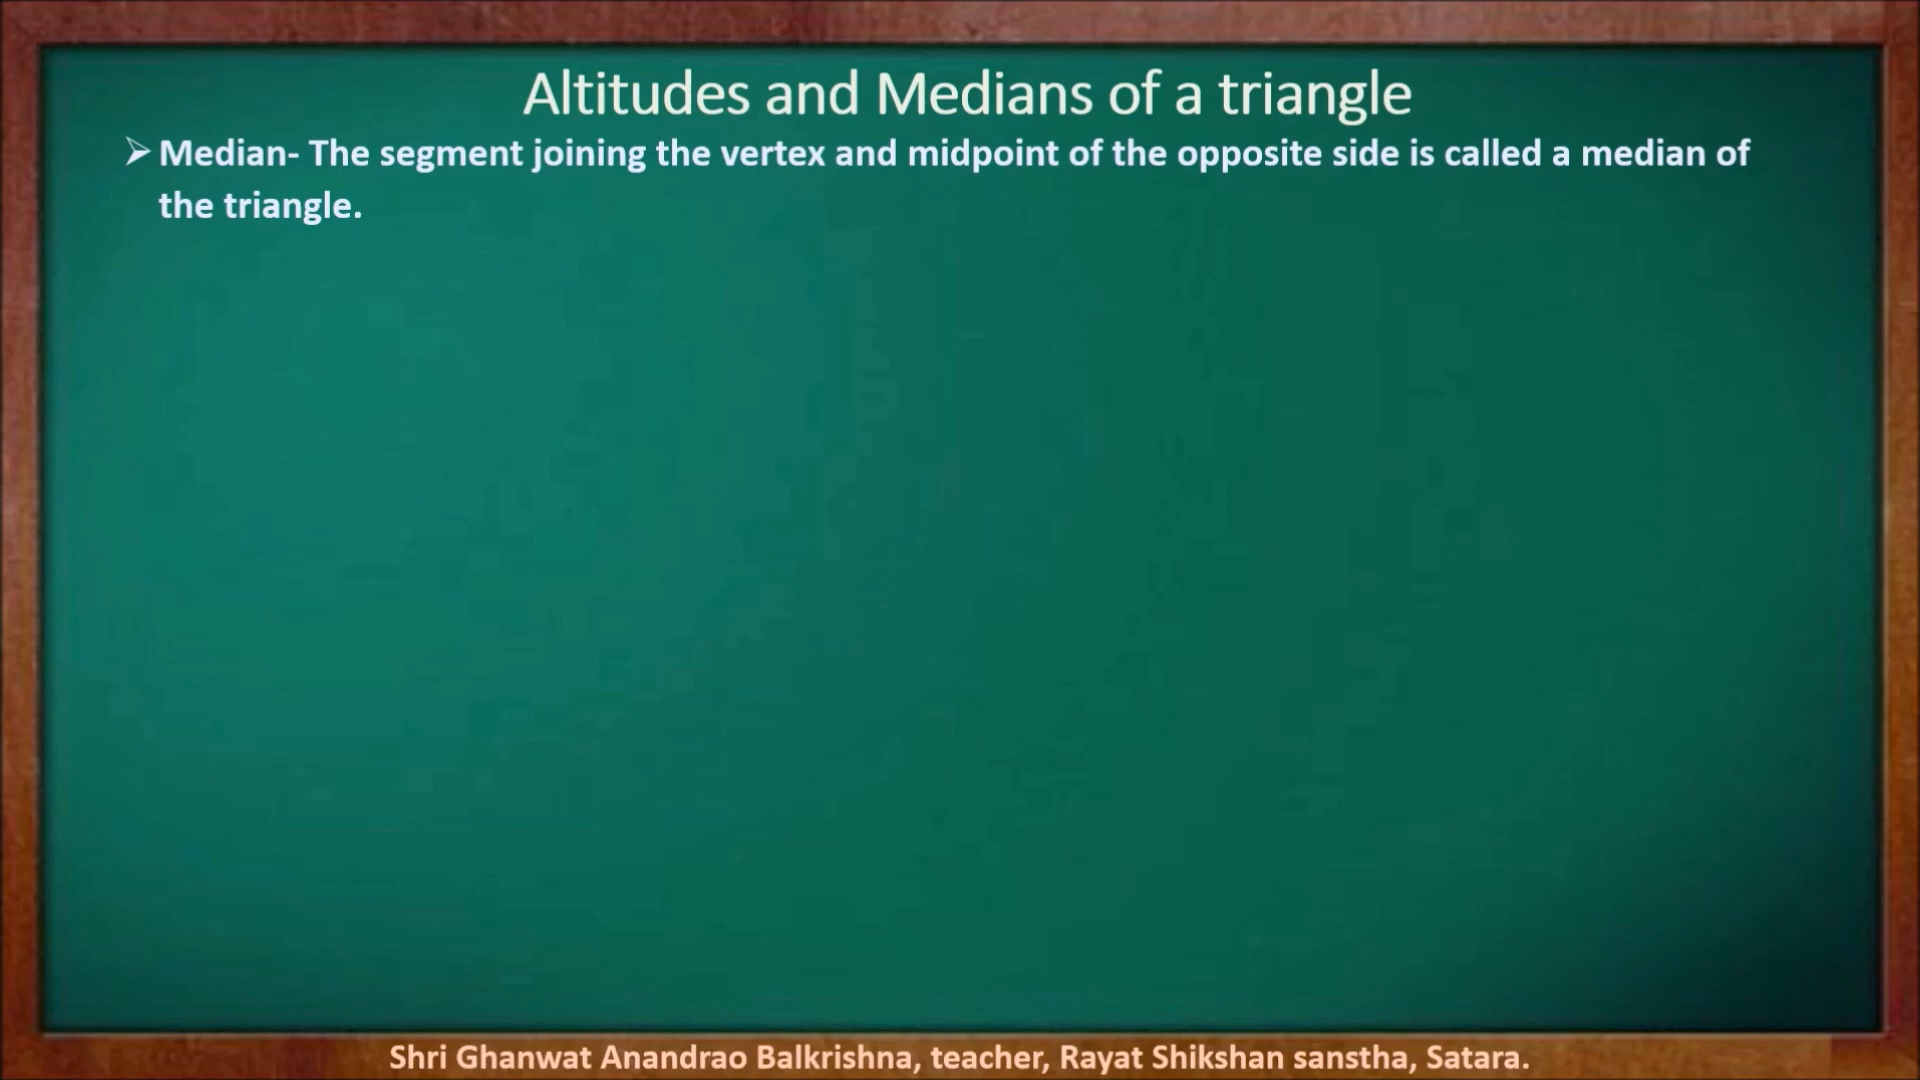 Altitudes and Medians of a triangle
➢ Median- The segment joining the vertex and midpoint of the opposite side is called a median of
the triangle.
Shri Ghanwat Anandrao Balkrishna, teacher, Rayat Shikshan sanstha, Satara.